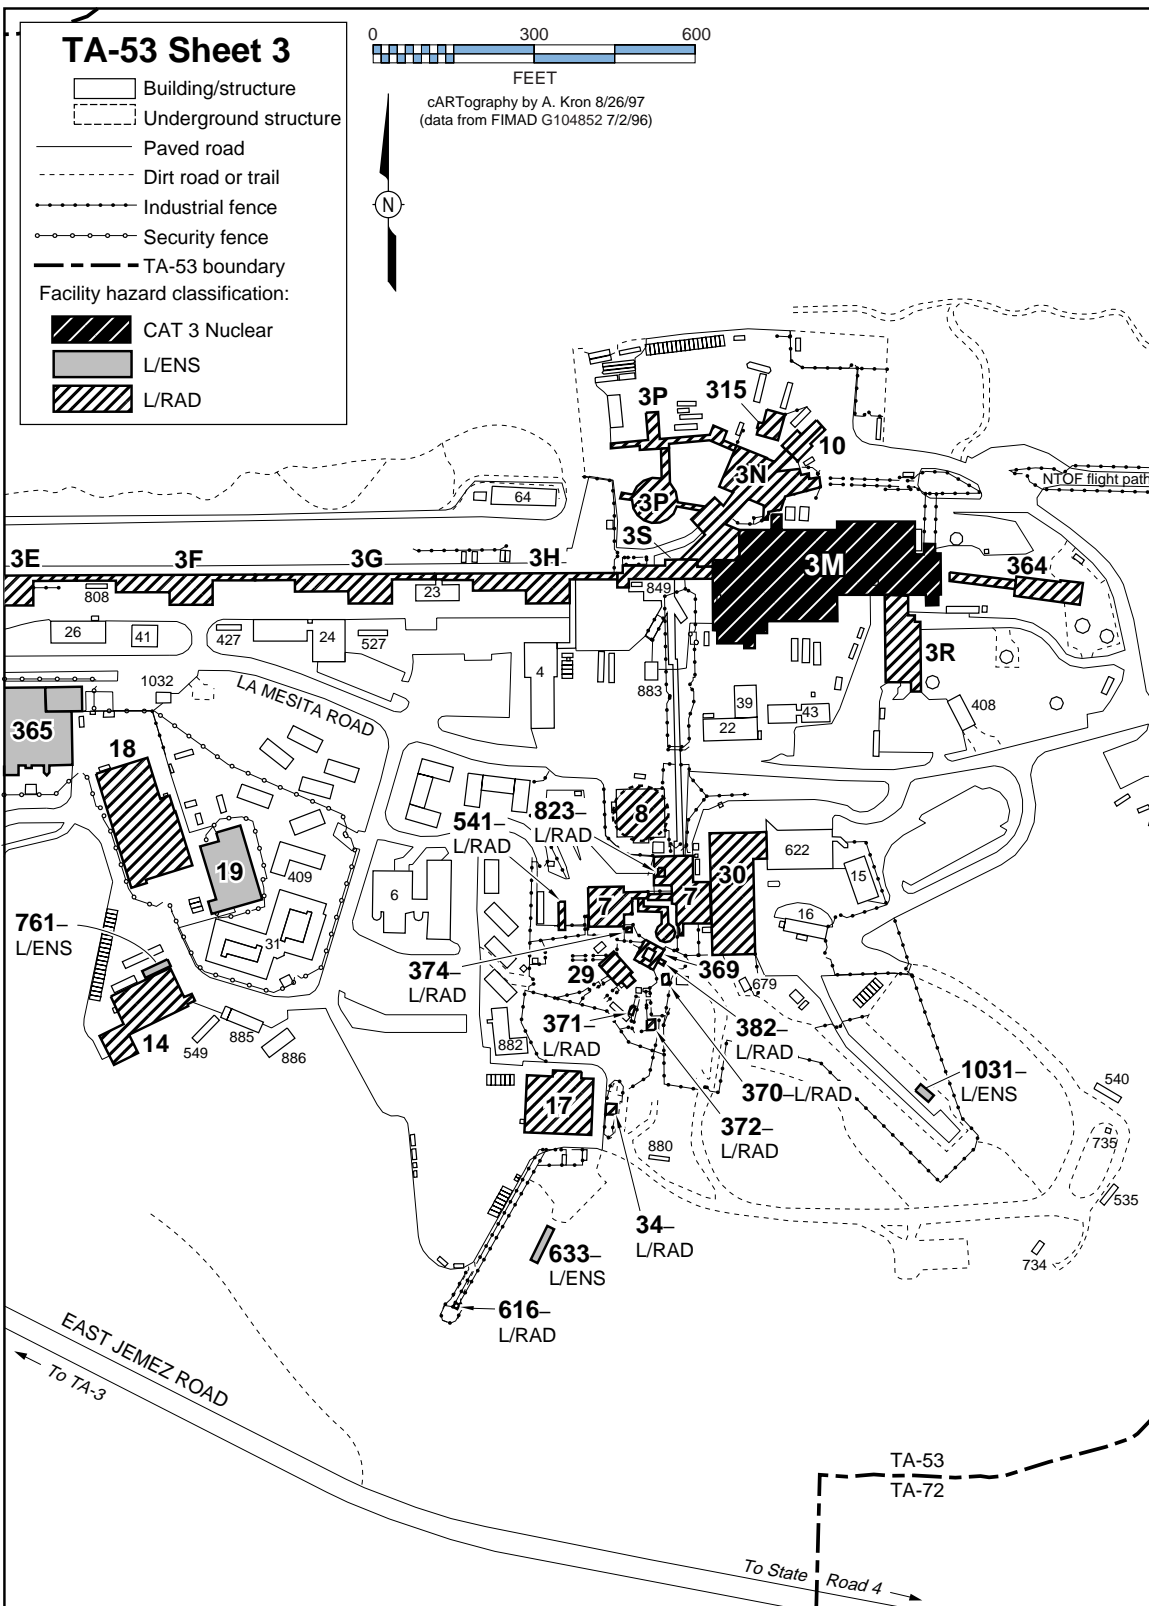 TA-53 Sheet 3
Building/structure
Underground structure
Paved road
Dirt road or trail
Industrial fence
Security fence
TA-53 boundary
Facility hazard classification:
CAT 3 Nuclear
L/ENS
L/RAD
0 300 600
FEET
cARTography by A. Kron 8/26/97
(data from FIMAD G104852 7/2/96)
N
315
3P
10
3N
NTOF flight path
64
3P
3S
3E 3F 3G 3H
3M
364
808
23
849
26
41
427
24
527
4
883
3R
1032
LA MESITA ROAD
39
43
22
408
365
18
541–
L/RAD
823–
L/RAD
8
622
15
30
19
409
6
7
7
16
761–
L/ENS
31
374–
L/RAD
29
369
679
14
549
885
886
882
371–
L/RAD
382–
L/RAD
370–L/RAD
1031–
L/ENS
540
17
372–
L/RAD
880
735
535
34–
L/RAD
633–
L/ENS
734
616–
L/RAD
EAST JEMEZ ROAD
To TA-3
TA-53
TA-72
To State Road 4